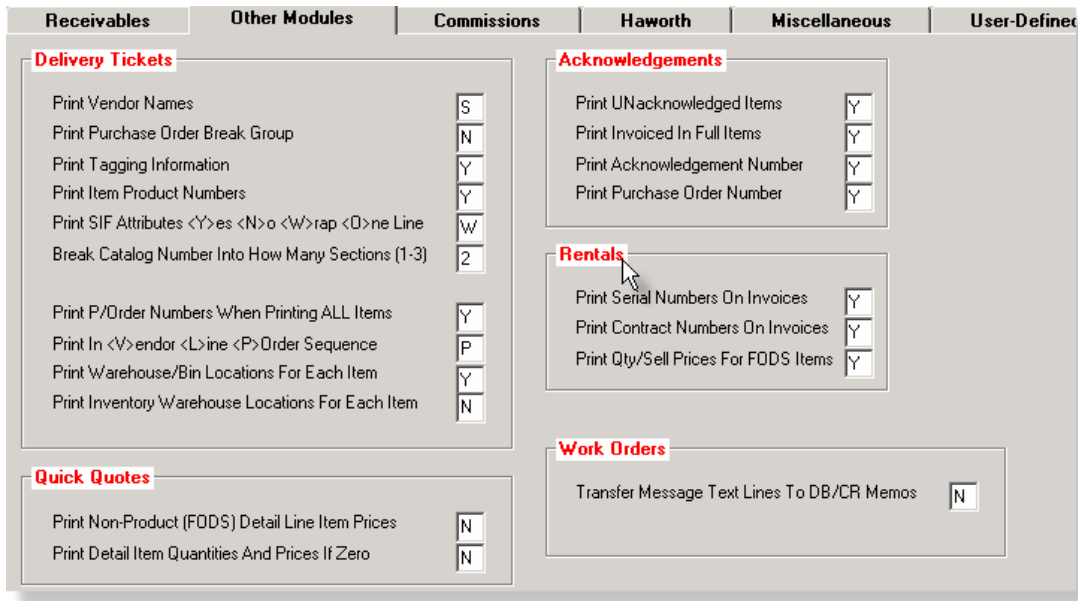 Receivables Other Modules Commissions Haworth Miscellaneous User-Defined
Delivery Tickets
Print Vendor Names S
Print Purchase Order Break Group N
Print Tagging Information Y
Print Item Product Numbers Y
Print SIF Attributes <Y>es <N>o <W>rap <O>ne Line W
Break Catalog Number Into How Many Sections (1-3) 2
Print P/Order Numbers When Printing ALL Items Y
Print In <V>endor <L>ine <P>Order Sequence P
Print Warehouse/Bin Locations For Each Item Y
Print Inventory Warehouse Locations For Each Item N
Quick Quotes
Print Non-Product (FODS) Detail Line Item Prices N
Print Detail Item Quantities And Prices If Zero N
Acknowledgements
Print UNacknowledged Items Y
Print Invoiced In Full Items Y
Print Acknowledgement Number Y
Print Purchase Order Number Y
Rentals
Print Serial Numbers On Invoices Y
Print Contract Numbers On Invoices Y
Print Qty/Sell Prices For FODS Items Y
Work Orders
Transfer Message Text Lines To DB/CR Memos N